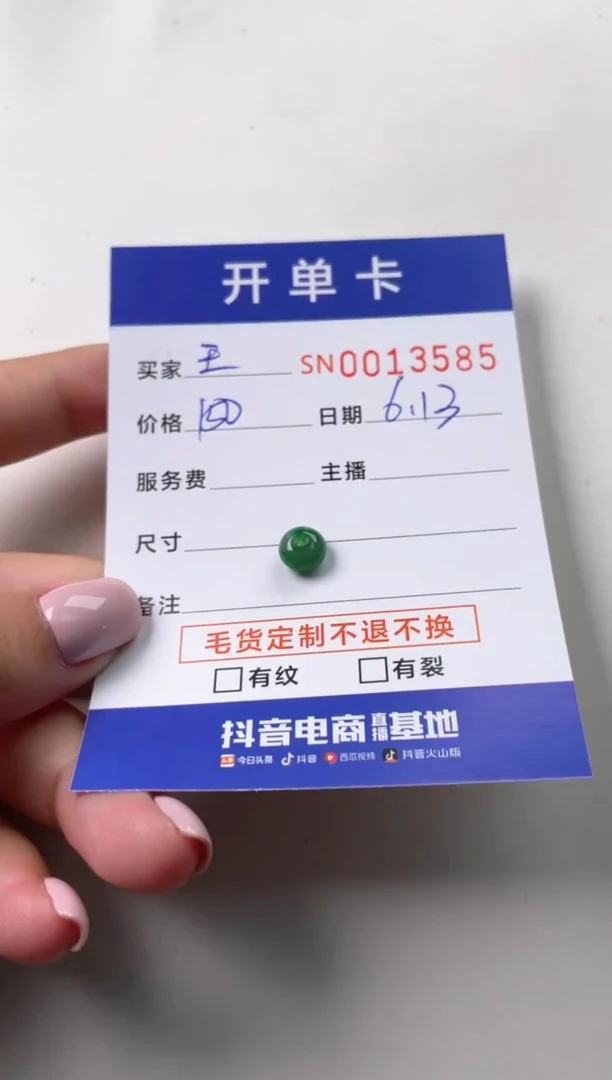 开单卡
买家 王 SN0013585
价格 日期 6.13
服务费 主播
尺寸
备注
毛货定制不退不换
□有纹 □有裂
抖音电商直播基地
头条 今日头条 抖音 西瓜视频 抖音火山版